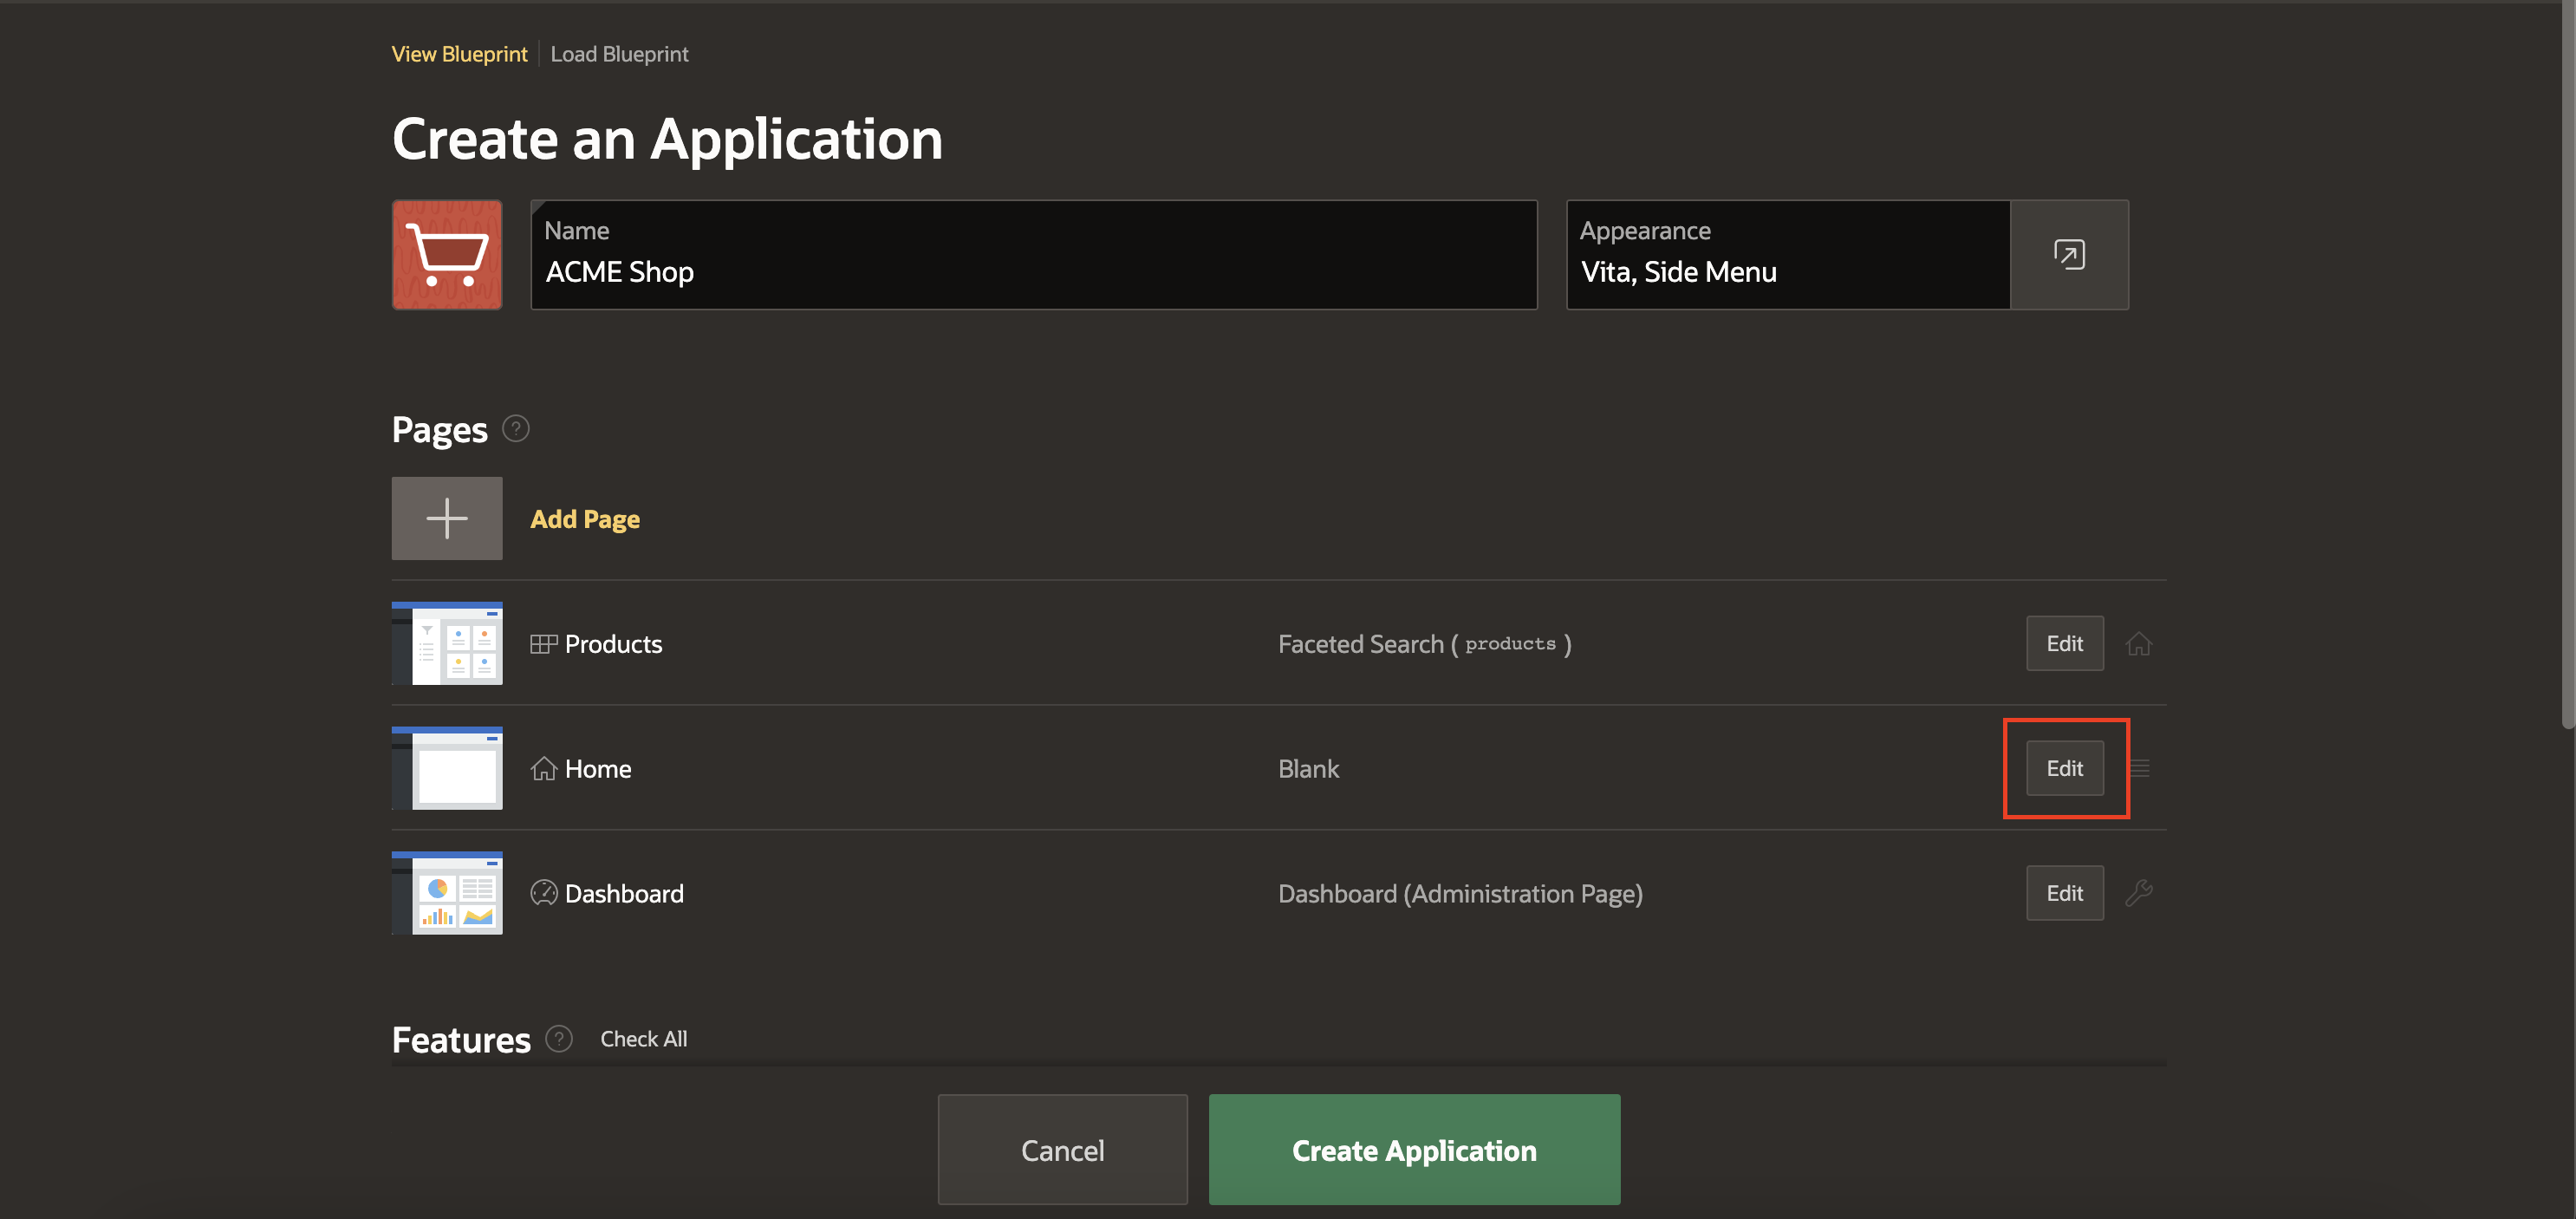 View Blueprint Load Blueprint
Create an Application
Name
ACME Shop
Appearance
Vita, Side Menu
Pages ?
Add Page
Products Faceted Search ( products ) Edit
Home Blank Edit
Dashboard Dashboard (Administration Page) Edit
Features ? Check All
Cancel Create Application